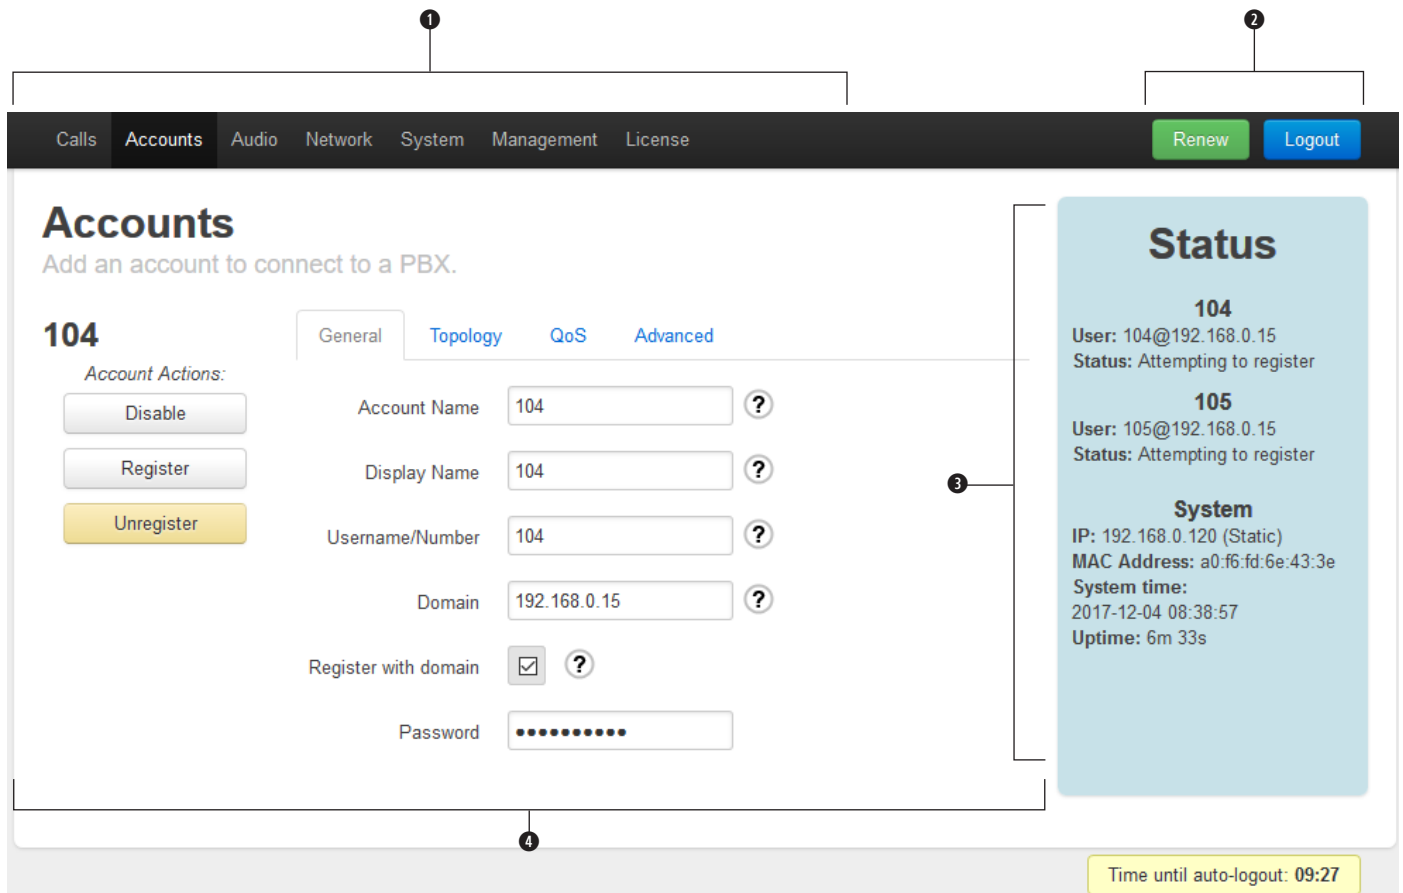 ❶ ❷
Calls Accounts Audio Network System Management License Renew Logout
Accounts
Add an account to connect to a PBX.
104
Account Actions:
Disable
Register
Unregister
General Topology QoS Advanced
Account Name 104 ?
Display Name 104 ?
Username/Number 104 ?
Domain 192.168.0.15 ?
Register with domain ?
Password ••••••••••
❸
Status
104
User: 104@192.168.0.15
Status: Attempting to register
105
User: 105@192.168.0.15
Status: Attempting to register
System
IP: 192.168.0.120 (Static)
MAC Address: a0:f6:fd:6e:43:3e
System time:
2017-12-04 08:38:57
Uptime: 6m 33s
❹
Time until auto-logout: 09:27